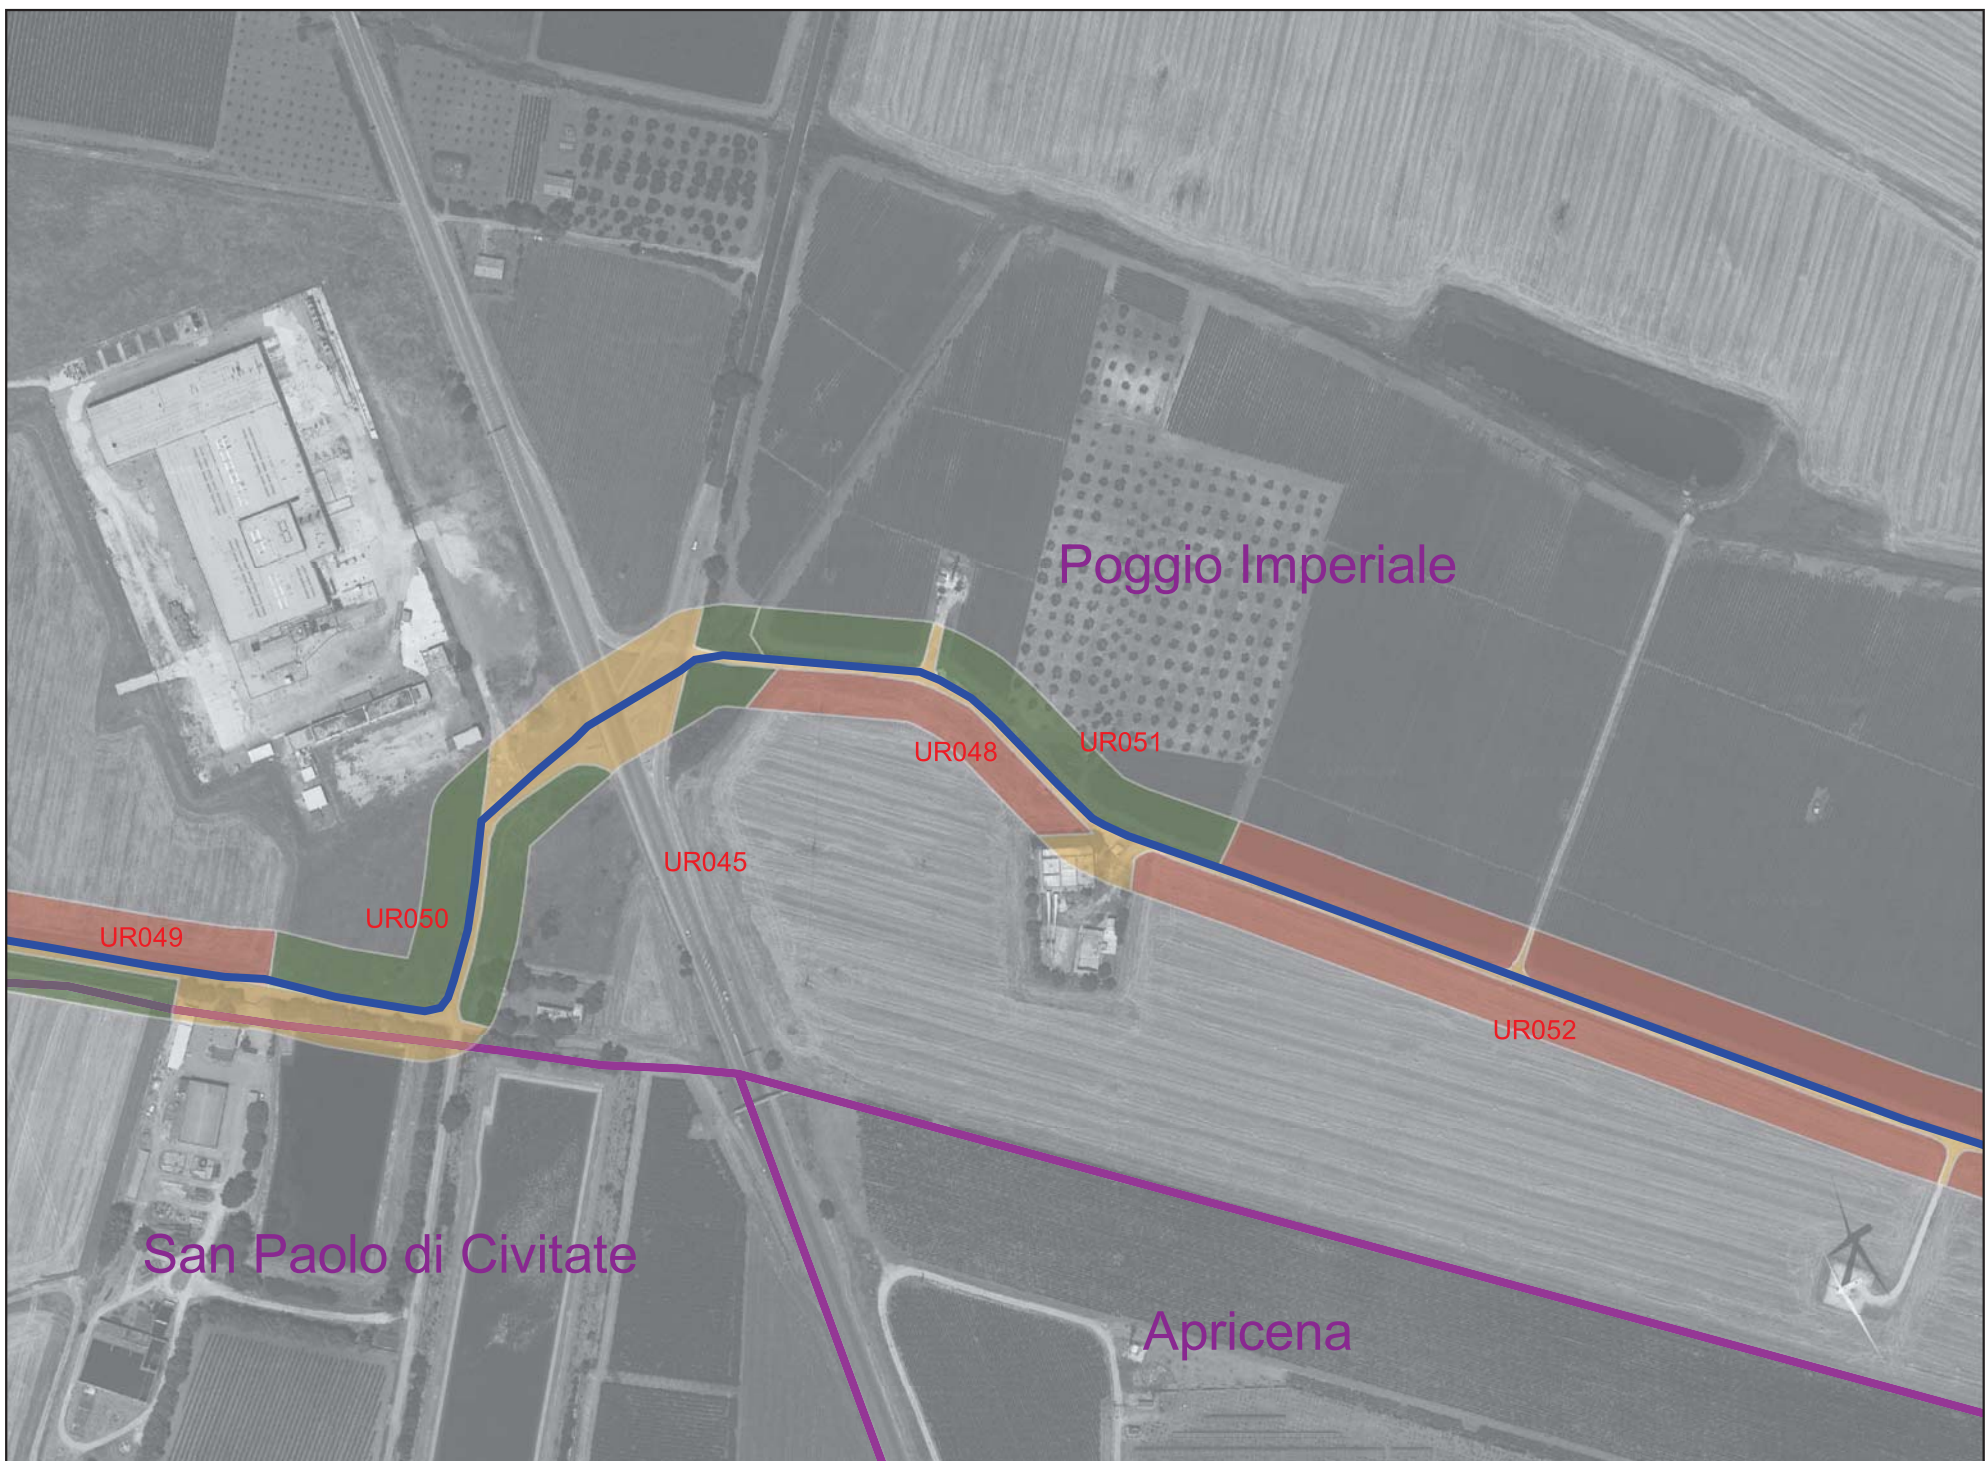 Poggio Imperiale
UR048
UR051
UR045
UR050
UR049
UR052
San Paolo di Civitate
Apricena